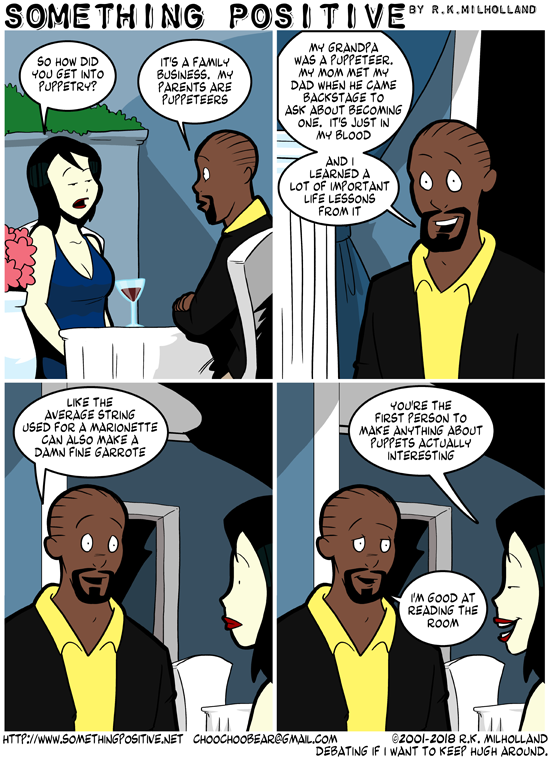 SOMETHING POSITIVE BY R.K.MILHOLLAND
SO HOW DID
YOU GET INTO
PUPPETRY?
IT'S A FAMILY
BUSINESS. MY
PARENTS ARE
PUPPETEERS
MY GRANDPA
WAS A PUPPETEER.
MY MOM MET MY
DAD WHEN HE CAME
BACKSTAGE TO
ASK ABOUT BECOMING
ONE. IT'S JUST IN
MY BLOOD
AND I
LEARNED A
LOT OF IMPORTANT
LIFE LESSONS
FROM IT
LIKE THE
AVERAGE STRING
USED FOR A MARIONETTE
CAN ALSO MAKE A
DAMN FINE GARROTE
YOU'RE THE
FIRST PERSON TO
MAKE ANYTHING ABOUT
PUPPETS ACTUALLY
INTERESTING
I'M GOOD AT
READING THE
ROOM
HTTP://WWW.SOMETHINGPOSITIVE.NET CHOOCHOOBEAR@GMAIL.COM ©2001-2018 R.K. MILHOLLAND
DEBATING IF I WANT TO KEEP HUGH AROUND.